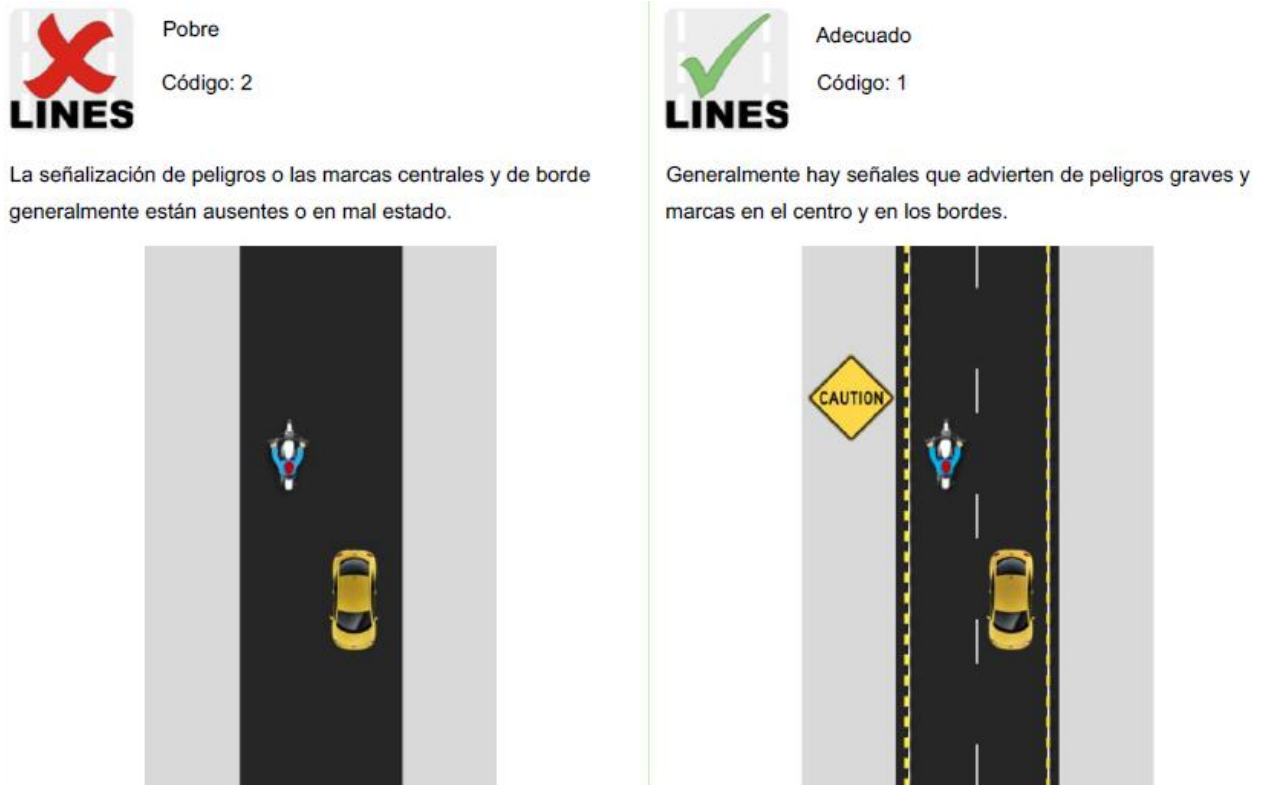 Pobre
Código: 2
LINES
La señalización de peligros o las marcas centrales y de borde
generalmente están ausentes o en mal estado.
Adecuado
Código: 1
LINES
Generalmente hay señales que advierten de peligros graves y
marcas en el centro y en los bordes.
CAUTION